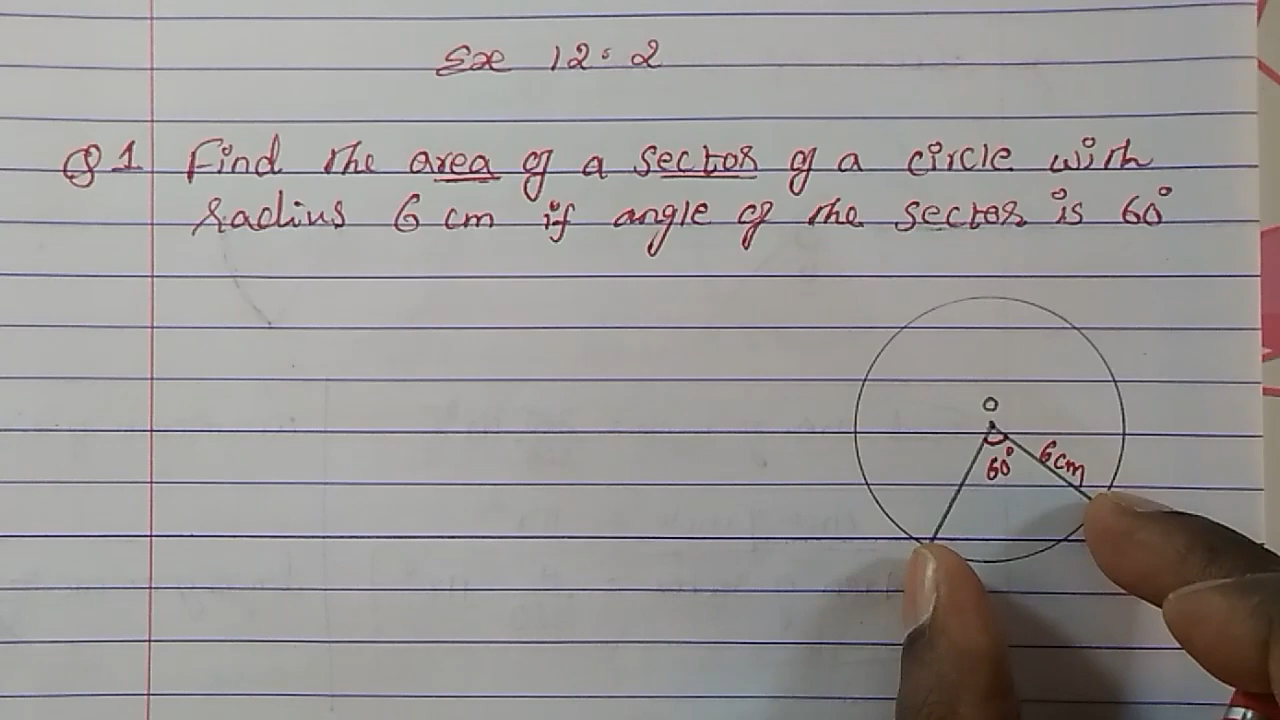 Ex 12.2
Q1 Find the area of a sector of a circle with
radius 6 cm if angle of the sector is 60°
O
60°
6cm